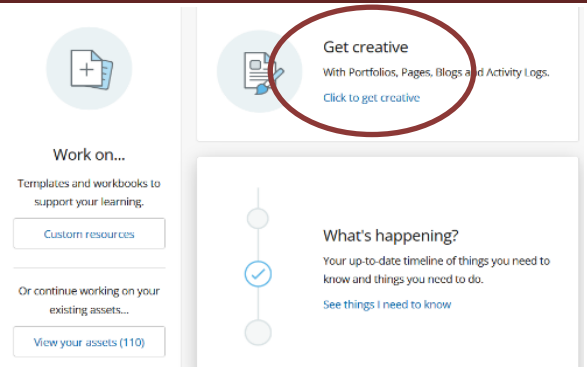 Work on...
Templates and workbooks to
support your learning.
Custom resources
Or continue working on your
existing assets...
View your assets (110)
Get creative
With Portfolios, Pages, Blogs and Activity Logs.
Click to get creative
What's happening?
Your up-to-date timeline of things you need to
know and things you need to do.
See things I need to know